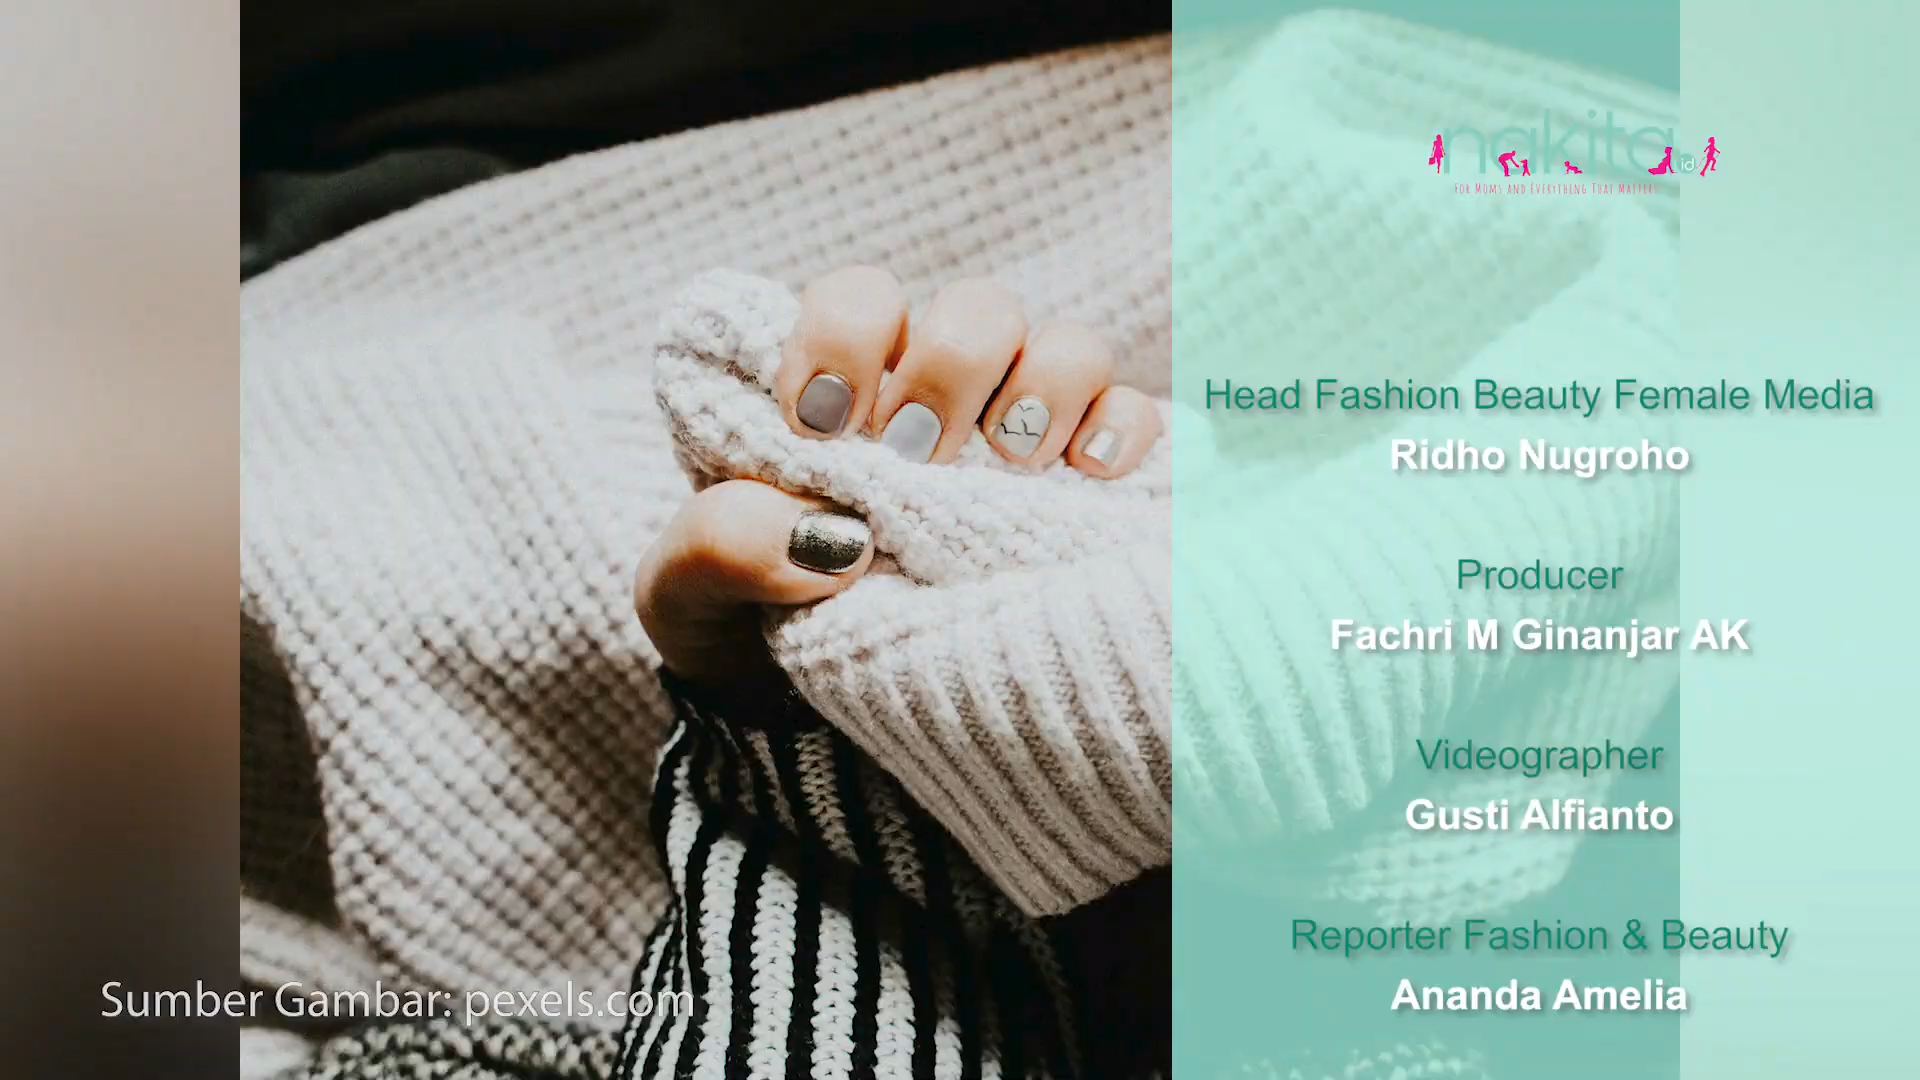 nakita
.id
For Moms and Everything That Matters
Head Fashion Beauty Female Media
Ridho Nugroho
Producer
Fachri M Ginanjar AK
Videographer
Gusti Alfianto
Reporter Fashion & Beauty
Ananda Amelia
Sumber Gambar: pexels.com